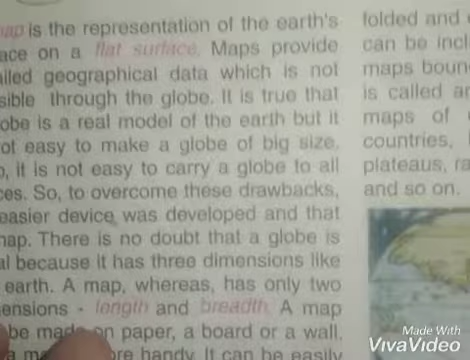 map is the representation of the earth's
ace on a flat surface. Maps provide
ailed geographical data which is not
sible through the globe. It is true that
obe is a real model of the earth but it
ot easy to make a globe of big size.
o, it is not easy to carry a globe to all
ces. So, to overcome these drawbacks,
easier device was developed and that
nap. There is no doubt that a globe is
al because it has three dimensions like
earth. A map, whereas, has only two
ensions - length and breadth. A map
be made on paper, a board or a wall.
ore handy. It can be easily
folded and
can be incl
maps boun
is called a
maps of
countries,
plateaus, ra
and so on.
Made With
VivaVideo